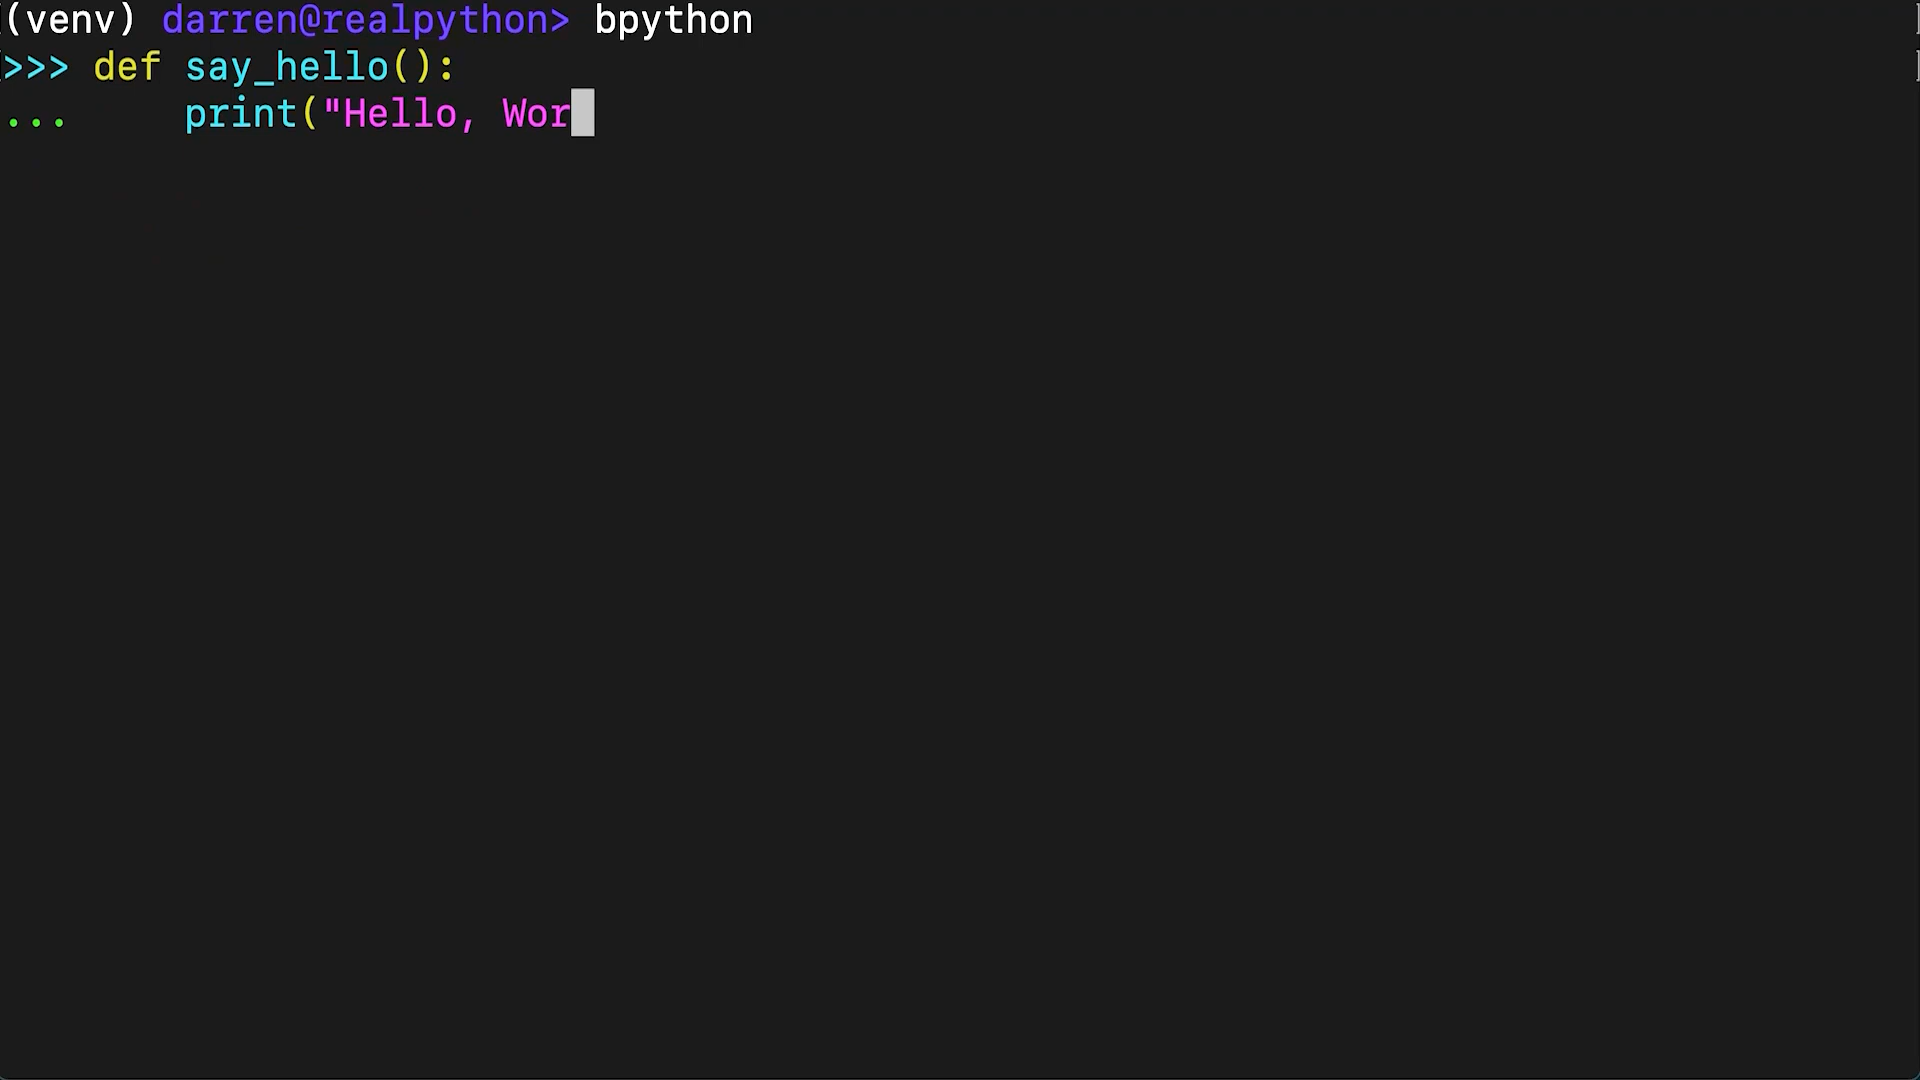 (venv) darren@realpython> bpython
>>> def say_hello():
...     print("Hello, Wor